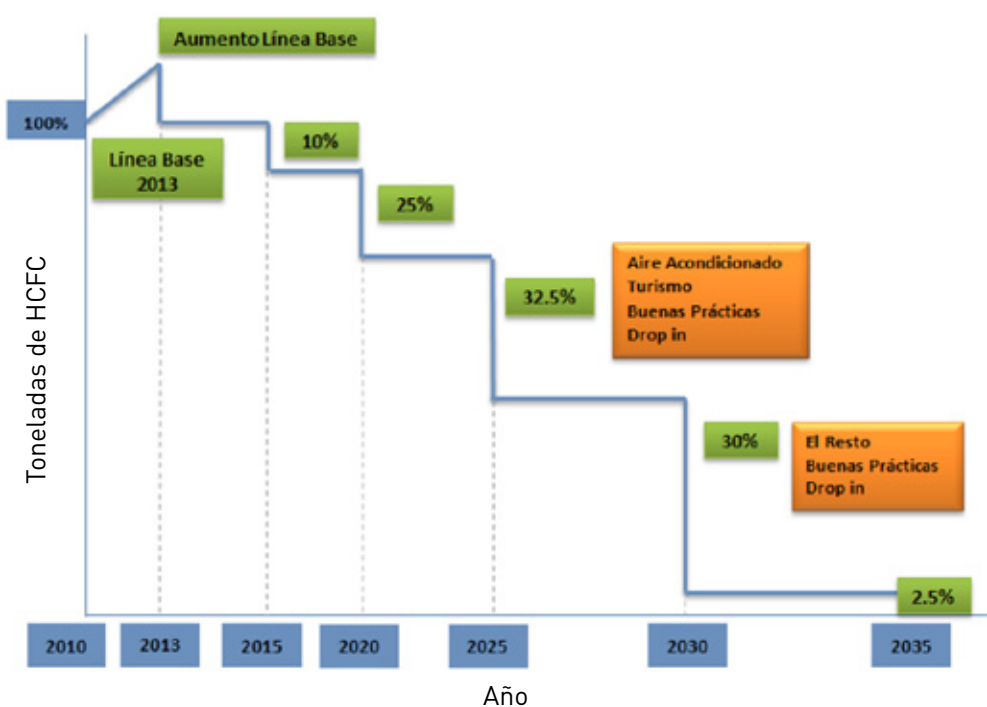 Aumento Línea Base
100%
Línea Base
2013
10%
25%
32.5%
Aire Acondicionado
Turismo
Buenas Prácticas
Drop in
30%
El Resto
Buenas Prácticas
Drop in
2.5%
Toneladas de HCFC
2010
2013
2015
2020
2025
2030
2035
Año